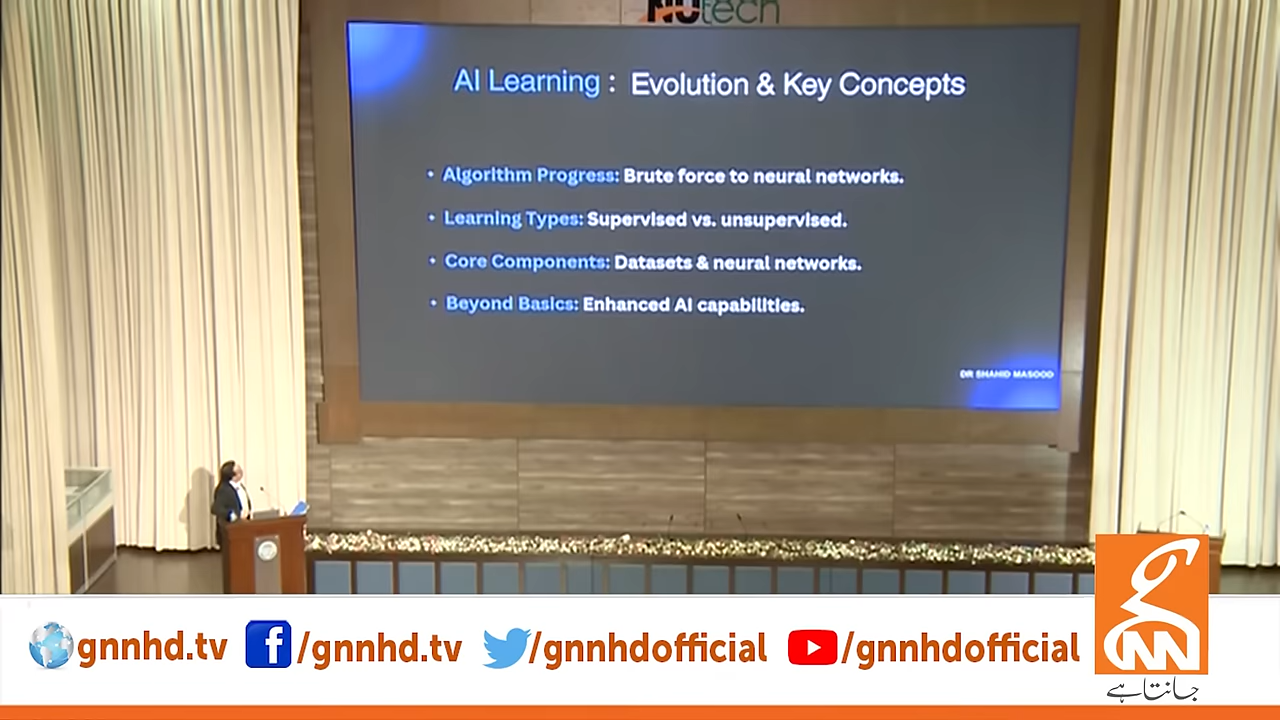 NUtech
AI Learning : Evolution & Key Concepts
• Algorithm Progress: Brute force to neural networks.
• Learning Types: Supervised vs. unsupervised.
• Core Components: Datasets & neural networks.
• Beyond Basics: Enhanced AI capabilities.
DR SHAHID MASOOD
gnnhd.tv /gnnhd.tv /gnnhdofficial /gnnhdofficial
GNN
جانتا ہے